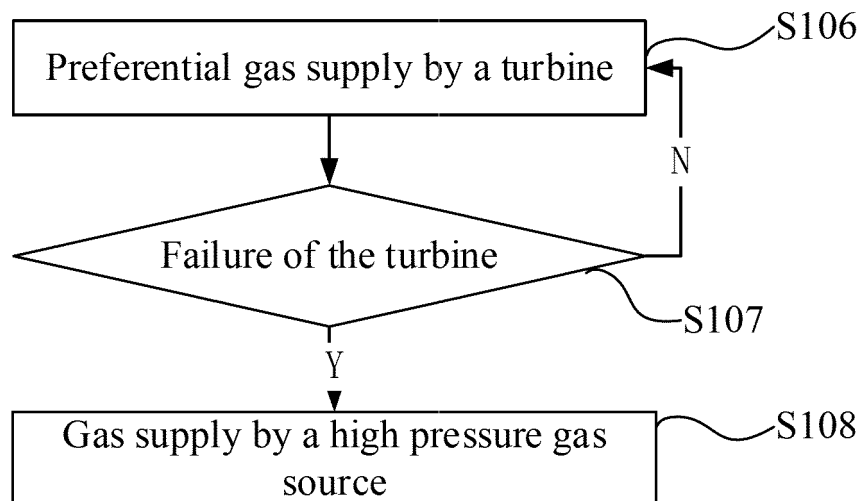 S106
Preferential gas supply by a turbine
N
Failure of the turbine
S107
Y
Gas supply by a high pressure gas
source
S108